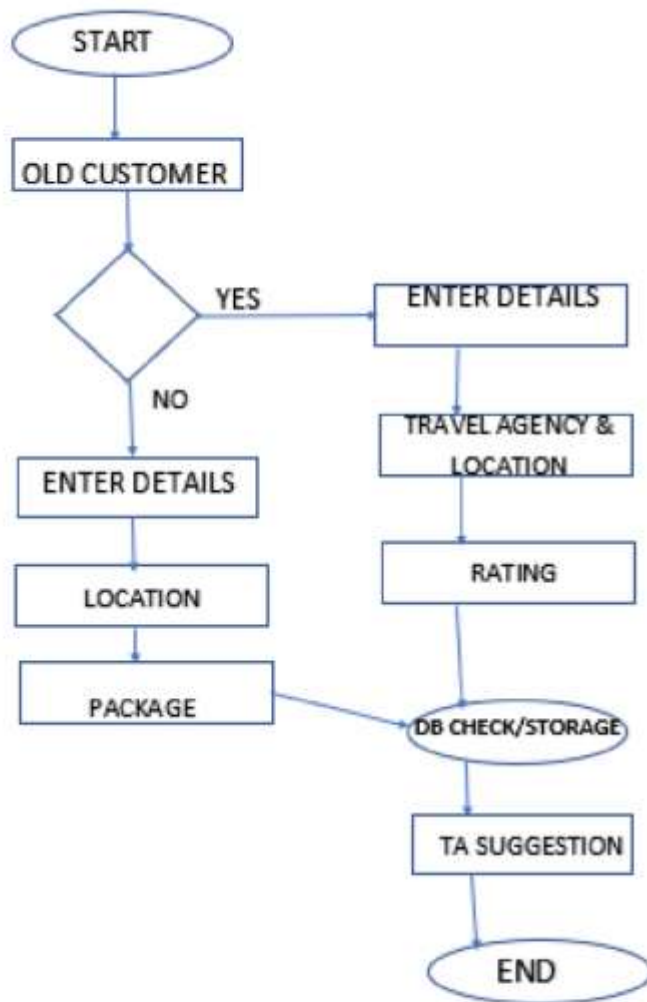 START
OLD CUSTOMER
YES
ENTER DETAILS
NO
TRAVEL AGENCY &
LOCATION
ENTER DETAILS
RATING
LOCATION
PACKAGE
DB CHECK/STORAGE
TA SUGGESTION
END